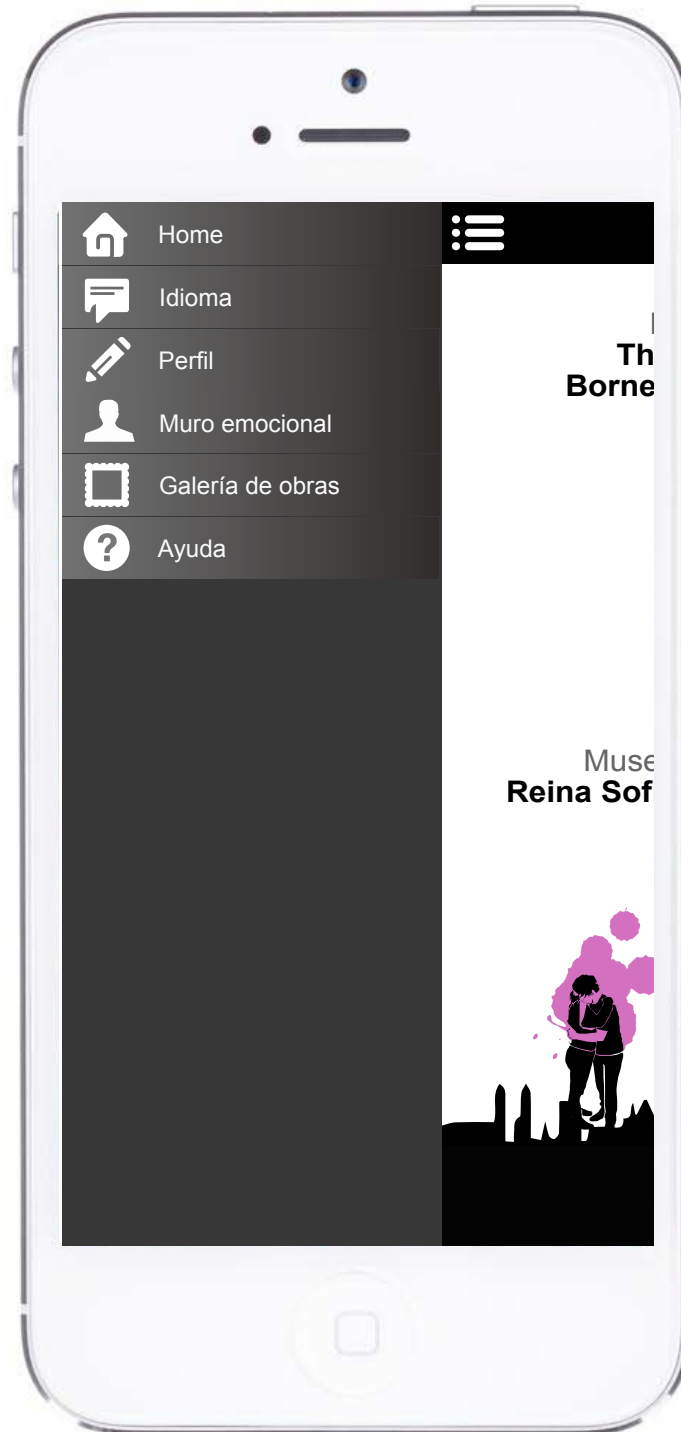 Home
Idioma
Perfil
Muro emocional
Galería de obras
Ayuda
Th
Borne
Muse
Reina Sof